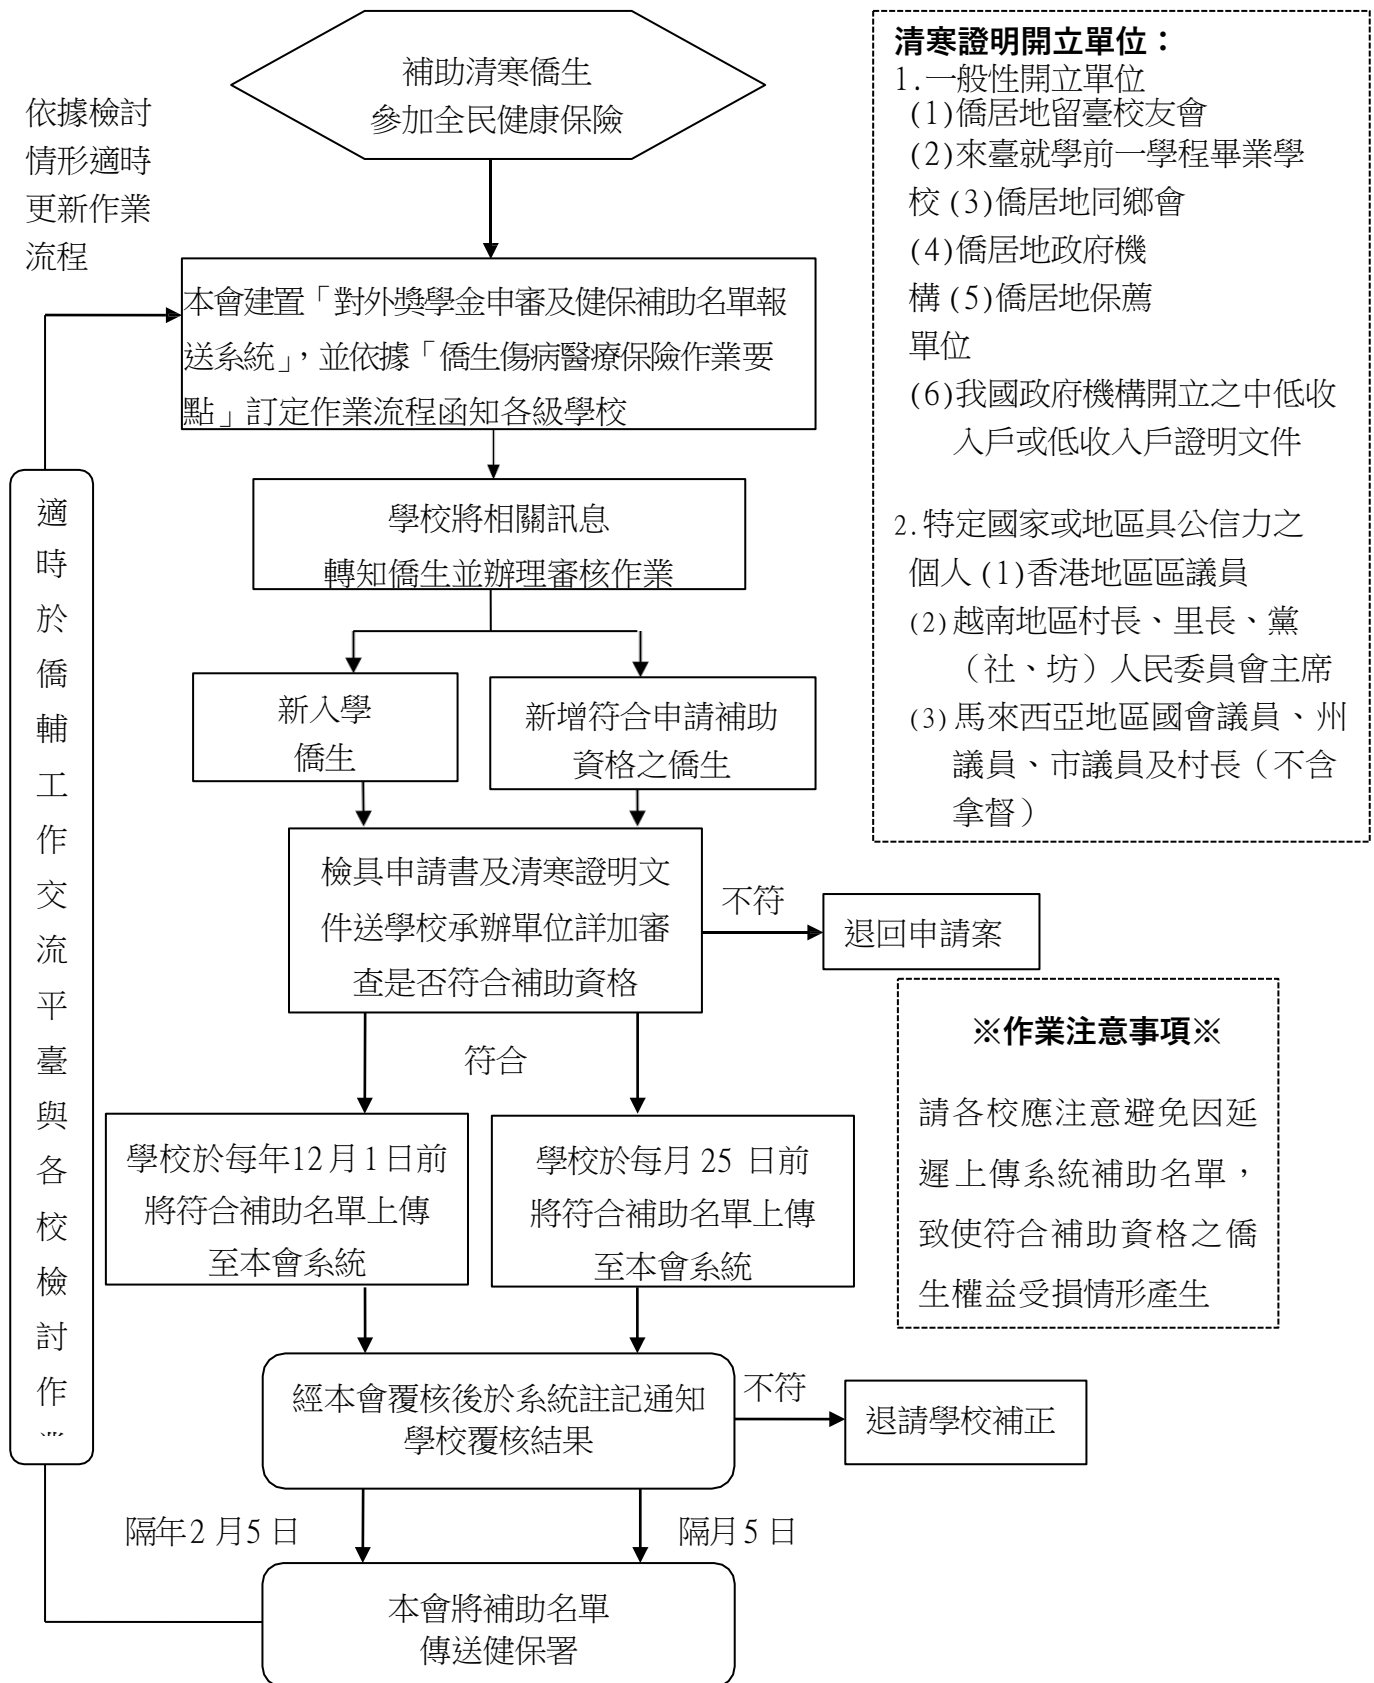 補助清寒僑生
參加全民健康保險
依據檢討
情形適時
更新作業
流程
本會建置「對外獎學金申審及健保補助名單報
送系統」，並依據「僑生傷病醫療保險作業要
點」訂定作業流程函知各級學校
學校將相關訊息
轉知僑生並辦理審核作業
新入學
僑生
新增符合申請補助
資格之僑生
檢具申請書及清寒證明文
件送學校承辦單位詳加審
查是否符合補助資格
不符
退回申請案
符合
學校於每年12月1日前
將符合補助名單上傳
至本會系統
學校於每月 25 日前
將符合補助名單上傳
至本會系統
經本會覆核後於系統註記通知
學校覆核結果
不符
退請學校補正
隔年2 月5 日
隔月5 日
本會將補助名單
傳送健保署
適
時
於
僑
輔
工
作
交
流
平
臺
與
各
校
檢
討
作
清寒證明開立單位：
1.一般性開立單位
(1)僑居地留臺校友會
(2)來臺就學前一學程畢業學
校 (3)僑居地同鄉會
(4)僑居地政府機
構 (5)僑居地保薦
單位
(6)我國政府機構開立之中低收
入戶或低收入戶證明文件
2.特定國家或地區具公信力之
個人 (1)香港地區區議員
(2)越南地區村長、里長、黨
（社、坊）人民委員會主席
(3)馬來西亞地區國會議員、州
議員、市議員及村長（不含
拿督）
※作業注意事項※
請各校應注意避免因延
遲上傳系統補助名單，
致使符合補助資格之僑
生權益受損情形產生